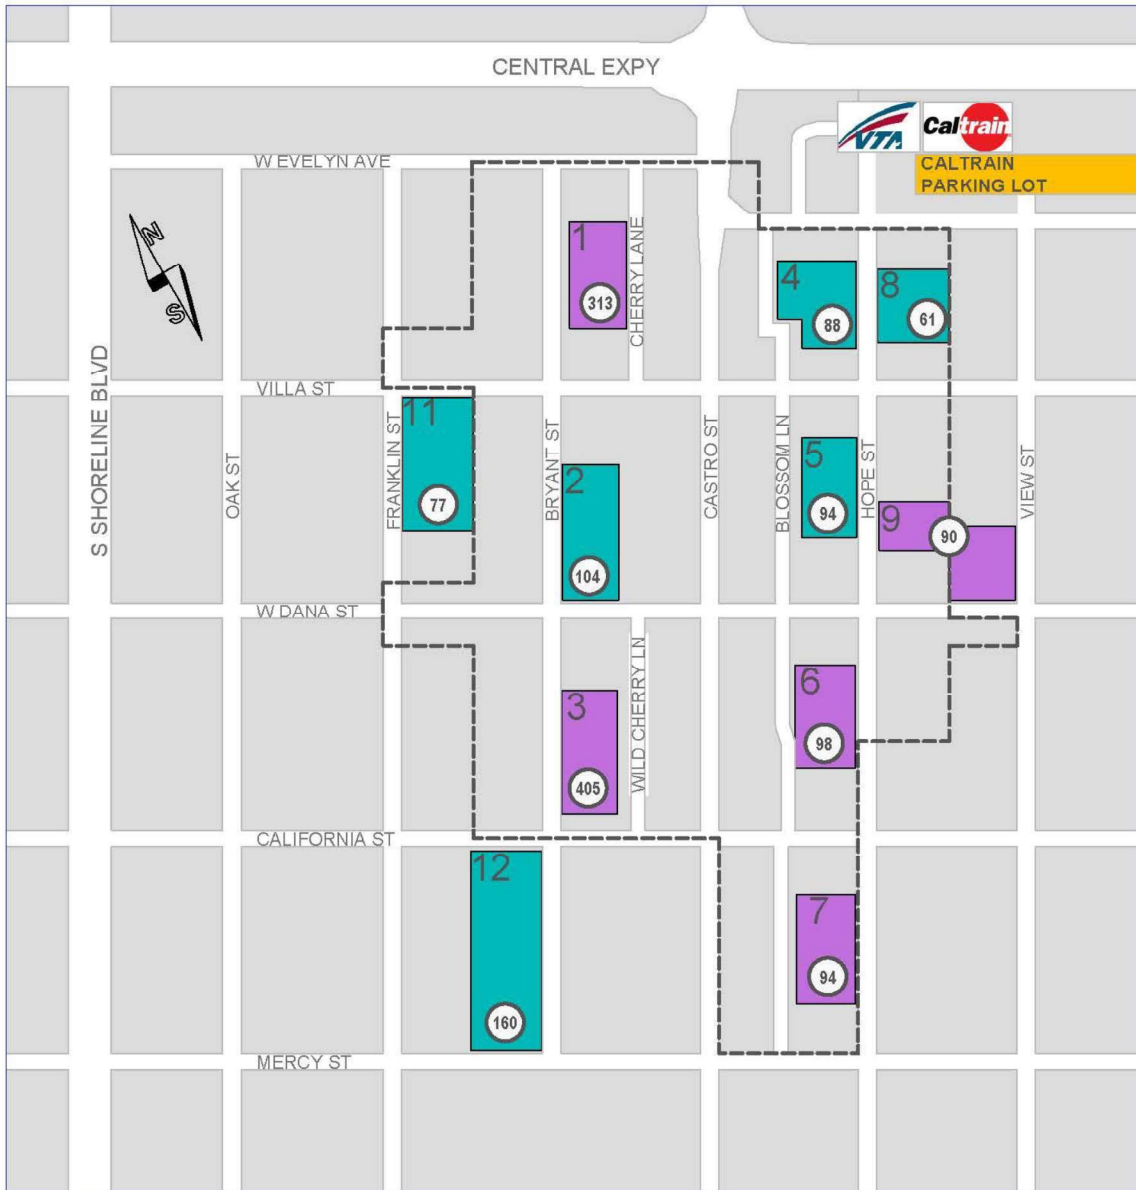 CENTRAL EXPY
VTA
Caltrain
W EVELYN AVE
CALTRAIN
PARKING LOT
N
S
1
313
CHERRY LANE
4
88
8
61
S SHORELINE BLVD
VILLA ST
OAK ST
FRANKLIN ST
11
77
BRYANT ST
2
104
CASTRO ST
BLOSSOM LN
5
94
HOPE ST
9
90
VIEW ST
W DANA ST
3
405
WILD CHERRY LN
6
98
CALIFORNIA ST
12
160
7
94
MERCY ST